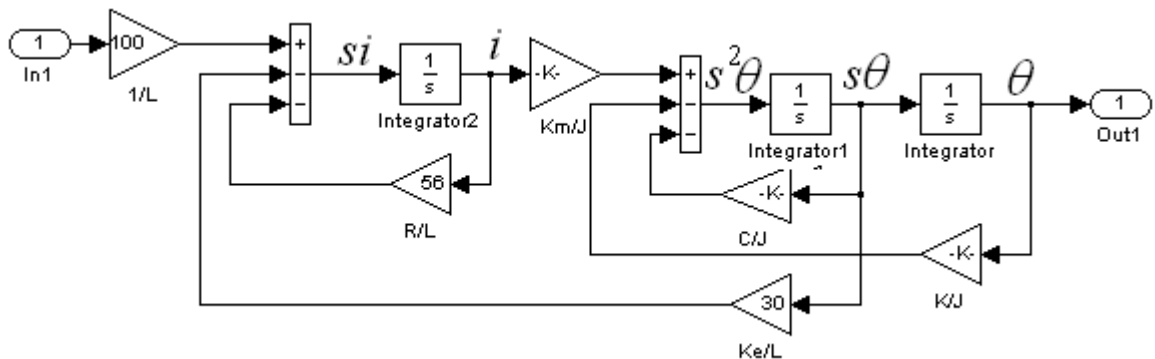 1
In1
100
1/L
+
−
−
si
1
s
Integrator2
i
-K-
Km/J
+
−
−
s²θ
1
s
Integrator1
sθ
1
s
Integrator
θ
1
Out1
56
R/L
-K-
C/J
-K-
K/J
30
Ke/L